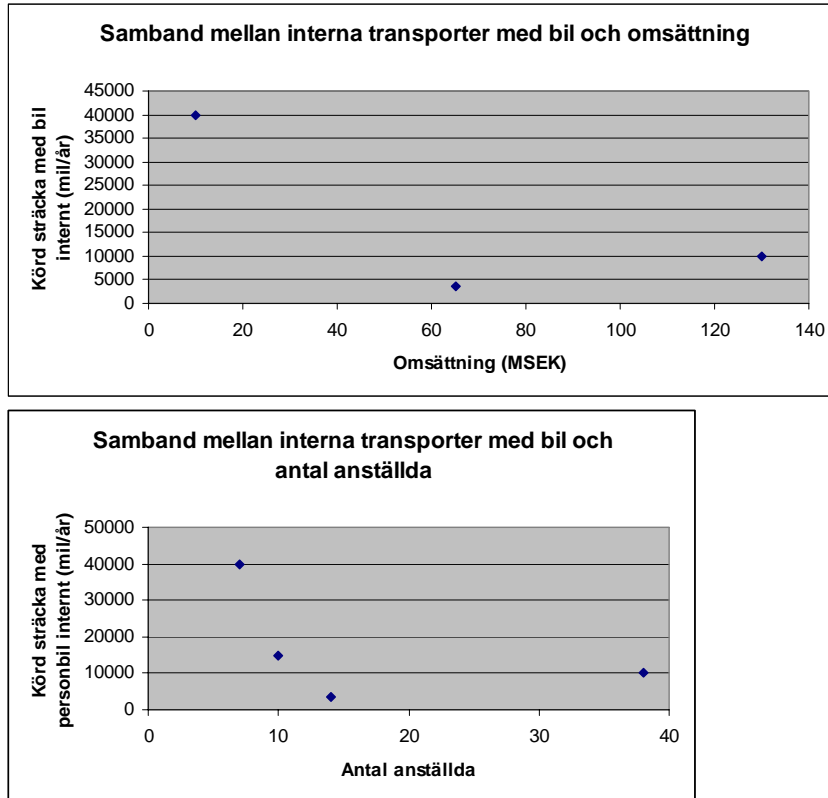 Samband mellan interna transporter med bil och omsättning
45000
40000
35000
30000
25000
20000
15000
10000
5000
0
Körd sträcka med bil
internt (mil/år)
0 20 40 60 80 100 120 140
Omsättning (MSEK)
Samband mellan interna transporter med bil och
antal anställda
50000
40000
30000
20000
10000
0
Körd sträcka med
personbil internt (mil/år)
0 10 20 30 40
Antal anställda